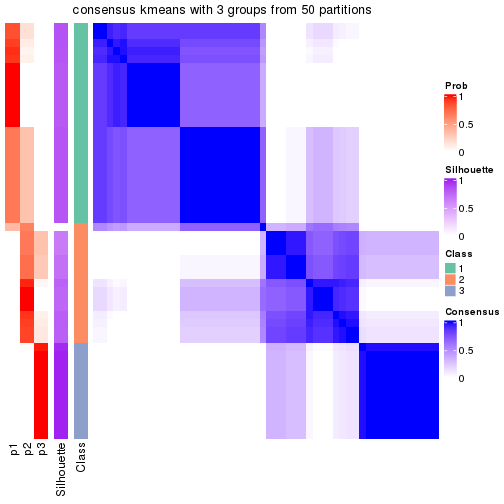 consensus kmeans with 3 groups from 50 partitions
Prob
1
0.5
0
Silhouette
1
0.5
0
Class
1
2
3
Consensus
1
0.5
0
p1
p2
p3
Silhouette
Class